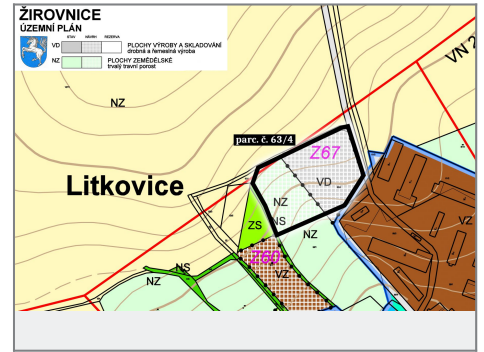 ŽIROVNICE
ÚZEMNÍ PLÁN
STAV NÁVRH REZERVA
VD PLOCHY VÝROBY A SKLADOVÁNÍ
drobná a řemeslná výroba
NZ PLOCHY ZEMĚDĚLSKÉ
trvalý travní porost
VN 2
NZ
parc. č. 63/4
Z67
Litkovice
VD
NZ
NS
ZS
NZ
VZ
Z60
NS
VZ
NZ
NZ